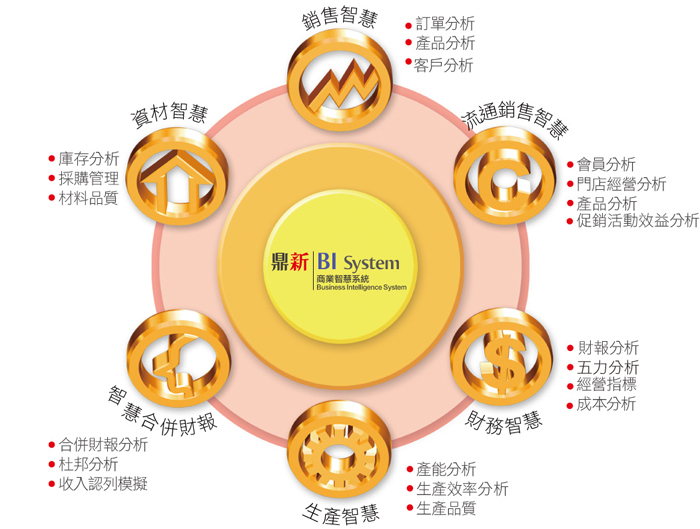 銷售智慧
訂單分析
產品分析
客戶分析
流通銷售智慧
會員分析
門店經營分析
產品分析
促銷活動效益分析
財務智慧
財報分析
五力分析
經營指標
成本分析
生產智慧
產能分析
生產效率分析
生產品質
智慧合併財報
合併財報分析
杜邦分析
收入認列模擬
資材智慧
庫存分析
採購管理
材料品質
鼎新 BI System
商業智慧系統
Business Intelligence System